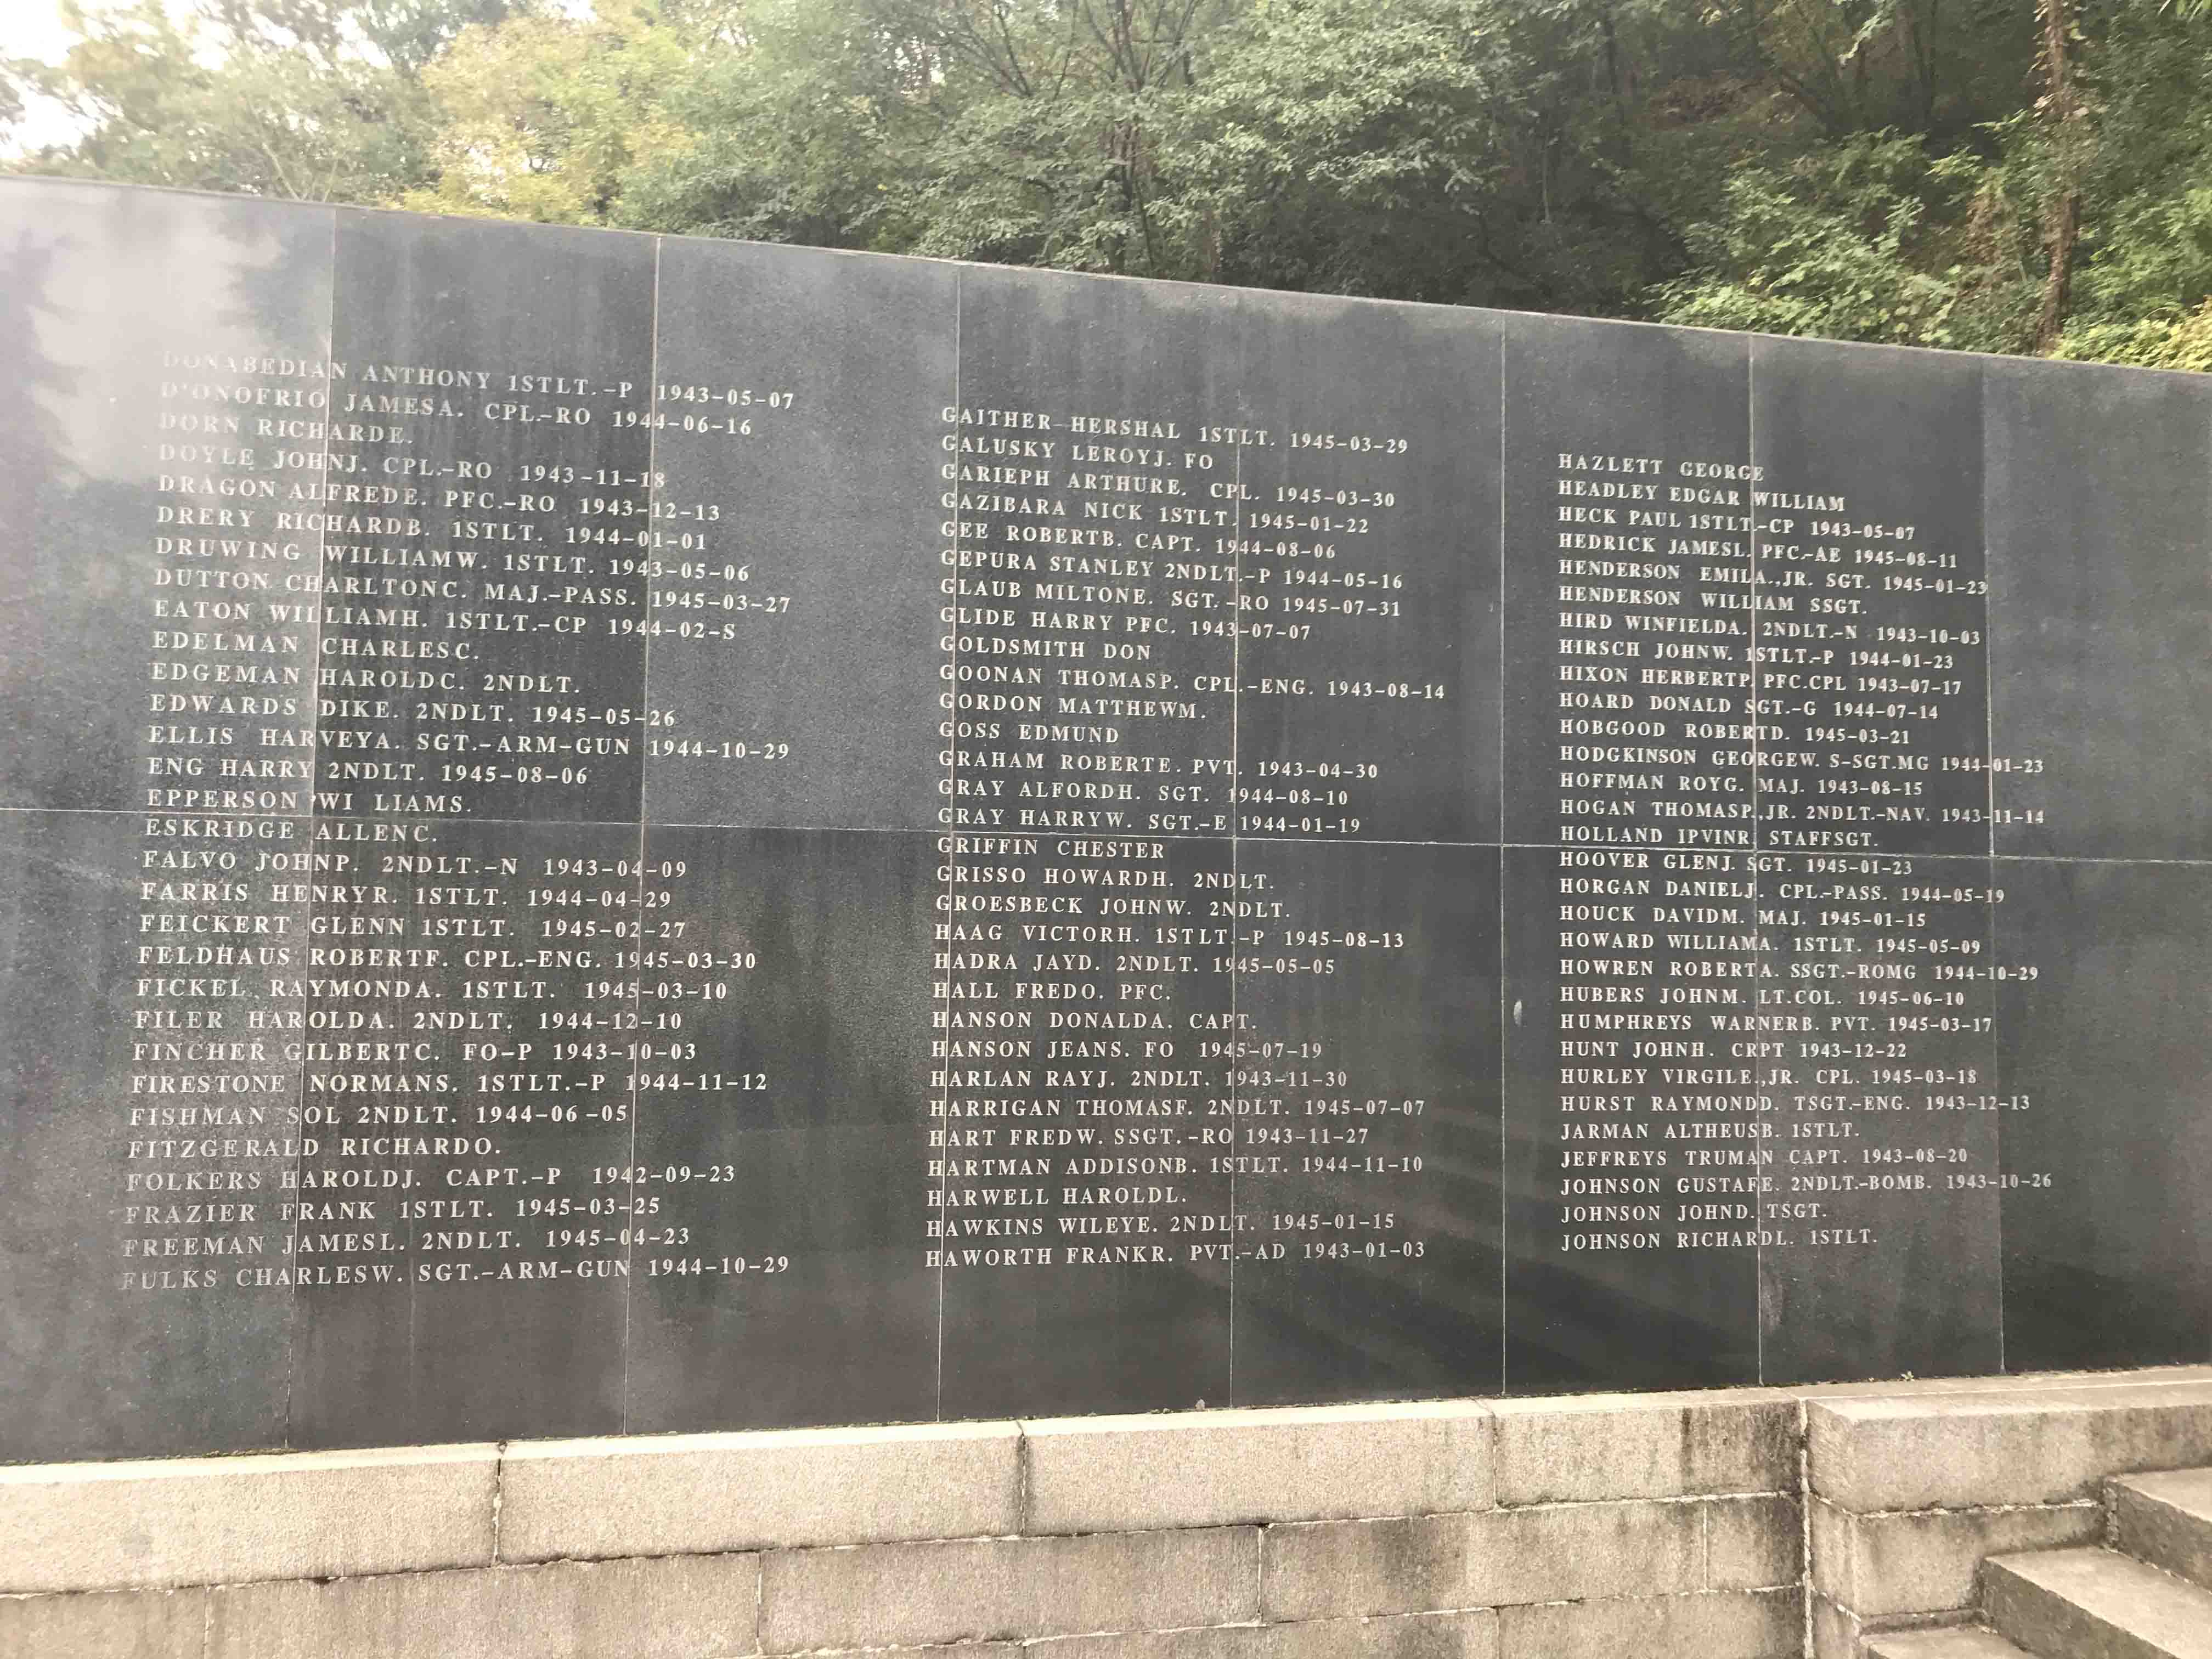 DONABEDIAN ANTHONY 1STLT.-P 1943-05-07
D'ONOFRIO JAMESA. CPL.-RO 1944-06-16
DORN RICHARDE.
DOYLE JOHNJ. CPL.-RO 1943-11-18
DRAGON ALFREDE. PFC.-RO 1943-12-13
DRERY RICHARDB. 1STLT. 1944-01-01
DRUWING WILLIAMW. 1STLT. 1943-05-06
DUTTON CHARLTONC. MAJ.-PASS. 1945-03-27
EATON WILLIAMH. 1STLT.-CP 1944-02-S
EDELMAN CHARLESC.
EDGEMAN HAROLDC. 2NDLT.
EDWARDS DIKE. 2NDLT. 1945-05-26
ELLIS HARVEYA. SGT.-ARM-GUN 1944-10-29
ENG HARRY 2NDLT. 1945-08-06
EPPERSON WI LIAMS.
ESKRIDGE ALLENC.
FALVO JOHNP. 2NDLT.-N 1943-04-09
FARRIS HENRYR. 1STLT. 1944-04-29
FEICKERT GLENN 1STLT. 1945-02-27
FELDHAUS ROBERTF. CPL.-ENG. 1945-03-30
FICKEL RAYMONDA. 1STLT. 1945-03-10
FILER HAROLDA. 2NDLT. 1944-12-10
FINCHER GILBERTC. FO-P 1943-10-03
FIRESTONE NORMANS. 1STLT.-P 1944-11-12
FISHMAN SOL 2NDLT. 1944-06-05
FITZGERALD RICHARDO.
FOLKERS HAROLDJ. CAPT.-P 1942-09-23
FRAZIER FRANK 1STLT. 1945-03-25
FREEMAN JAMESL. 2NDLT. 1945-04-23
FULKS CHARLESW. SGT.-ARM-GUN 1944-10-29
GAITHER HERSHAL 1STLT. 1945-03-29
GALUSKY LEROYJ. FO
GARIEPH ARTHURE. CPL. 1945-03-30
GAZIBARA NICK 1STLT. 1945-01-22
GEE ROBERTB. CAPT. 1944-08-06
GEPURA STANLEY 2NDLT.-P 1944-05-16
GLAUB MILTONE. SGT.-RO 1945-07-31
GLIDE HARRY PFC. 1943-07-07
GOLDSMITH DON
GOONAN THOMASP. CPL.-ENG. 1943-08-14
GORDON MATTHEWM.
GOSS EDMUND
GRAHAM ROBERTE. PVT. 1943-04-30
GRAY ALFORDH. SGT. 1944-08-10
GRAY HARRYW. SGT.-E 1944-01-19
GRIFFIN CHESTER
GRISSO HOWARDH. 2NDLT.
GROESBECK JOHNW. 2NDLT.
HAAG VICTORH. 1STLT.-P 1945-08-13
HADRA JAYD. 2NDLT. 1945-05-05
HALL FREDO. PFC.
HANSON DONALDA. CAPT.
HANSON JEANS. FO 1945-07-19
HARLAN RAYJ. 2NDLT. 1943-11-30
HARRIGAN THOMASF. 2NDLT. 1945-07-07
HART FREDW. SSGT.-RO 1943-11-27
HARTMAN ADDISONB. 1STLT. 1944-11-10
HARWELL HAROLDL.
HAWKINS WILEYE. 2NDLT. 1945-01-15
HAWORTH FRANKR. PVT.-AD 1943-01-03
HAZLETT GEORGE
HEADLEY EDGAR WILLIAM
HECK PAUL 1STLT.-CP 1943-05-07
HEDRICK JAMESL. PFC.-AE 1945-08-11
HENDERSON EMILA.,JR. SGT. 1945-01-23
HENDERSON WILLIAM SSGT.
HIRD WINFIELDA. 2NDLT.-N 1943-10-03
HIRSCH JOHNW. 1STLT.-P 1944-01-23
HIXON HERBERTP. PFC.CPL 1943-07-17
HOARD DONALD SGT.-G 1944-07-14
HOBGOOD ROBERTD. 1945-03-21
HODGKINSON GEORGEW. S-SGT.MG 1944-01-23
HOFFMAN ROYG. MAJ. 1943-08-15
HOGAN THOMASP.,JR. 2NDLT.-NAV. 1943-11-14
HOLLAND IPVINR. STAFFSGT.
HOOVER GLENJ. SGT. 1945-01-23
HORGAN DANIELJ. CPL.-PASS. 1944-05-19
HOUCK DAVIDM. MAJ. 1945-01-15
HOWARD WILLIAMA. 1STLT. 1945-05-09
HOWREN ROBERTA. SSGT.-ROMG 1944-10-29
HUBERS JOHNM. LT.COL. 1945-06-10
HUMPHREYS WARNERB. PVT. 1945-03-17
HUNT JOHNH. CRPT 1943-12-22
HURLEY VIRGILE.,JR. CPL. 1945-03-18
HURST RAYMONDD. TSGT.-ENG. 1943-12-13
JARMAN ALTHEUSB. 1STLT.
JEFFREYS TRUMAN CAPT. 1943-08-20
JOHNSON GUSTAFE. 2NDLT.-BOMB. 1943-10-26
JOHNSON JOHND. TSGT.
JOHNSON RICHARDL. 1STLT.